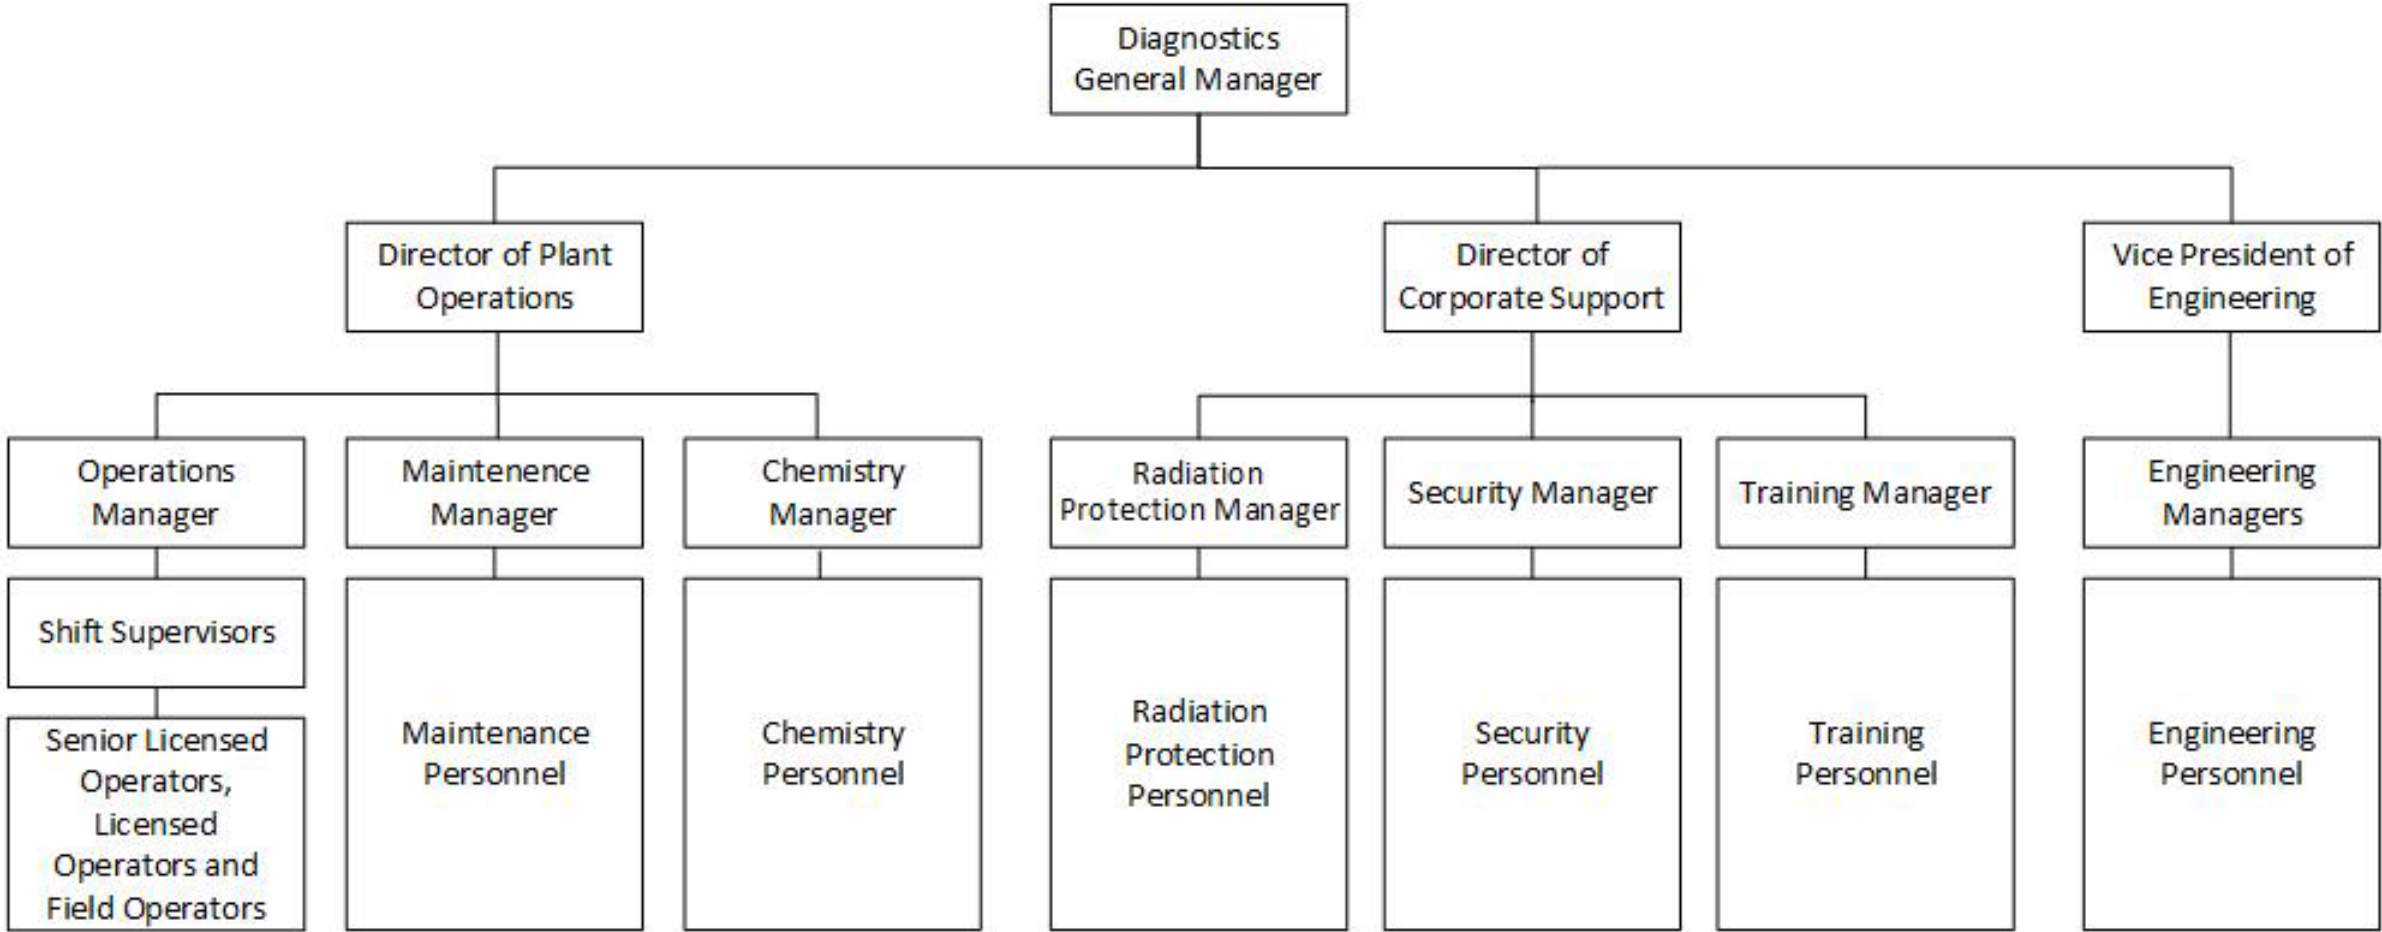 Diagnostics
General Manager
Director of Plant
Operations
Director of
Corporate Support
Vice President of
Engineering
Operations
Manager
Maintenence
Manager
Chemistry
Manager
Radiation
Protection Manager
Security Manager
Training Manager
Engineering
Managers
Shift Supervisors
Senior Licensed
Operators,
Licensed
Operators and
Field Operators
Maintenance
Personnel
Chemistry
Personnel
Radiation
Protection
Personnel
Security
Personnel
Training
Personnel
Engineering
Personnel